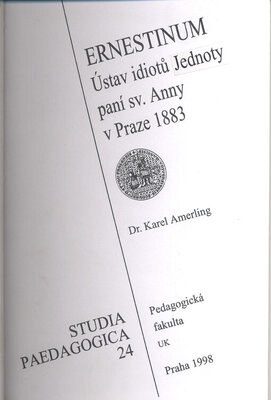 ERNESTINUM
Ústav idiotů Jednoty
paní sv. Anny
v Praze 1883
Dr. Karel Amerling
STUDIA
PAEDAGOGICA
24
Pedagogická
fakulta
UK
Praha 1998